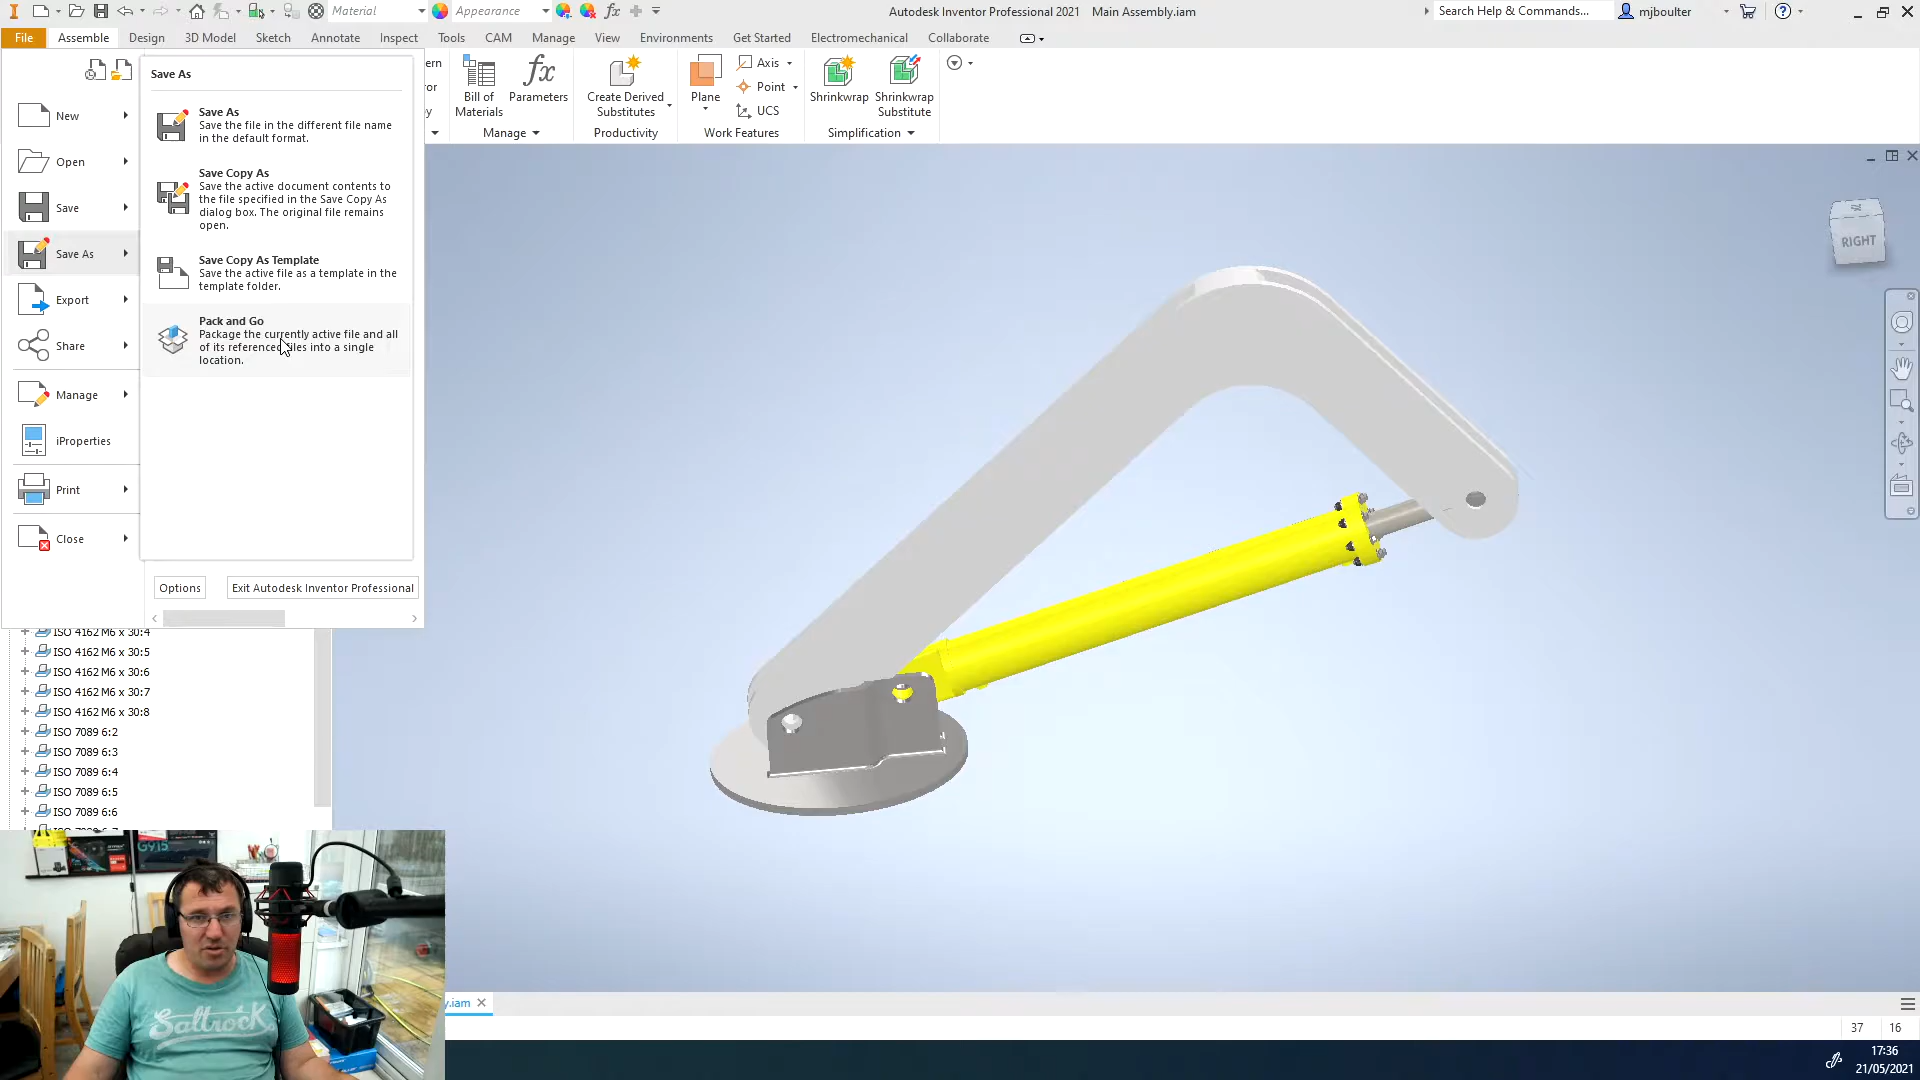 Material
Appearance
Autodesk Inventor Professional 2021 Main Assembly.iam
Search Help & Commands...
mjboulter
File Assemble Design 3D Model Sketch Annotate Inspect Tools CAM Manage View Environments Get Started Electromechanical Collaborate
Save As
New
Open
Save
Save As
Export
Share
Manage
iProperties
Print
Close
Save As
Save the file in the different file name
in the default format.
Save Copy As
Save the active document contents to
the file specified in the Save Copy As
dialog box. The original file remains
open.
Save Copy As Template
Save the active file as a template in the
template folder.
Pack and Go
Package the currently active file and all
of its referenced files into a single
location.
Options
Exit Autodesk Inventor Professional
Bill of
Materials
Parameters
Manage
Create Derived
Substitutes
Productivity
Plane
Axis
Point
UCS
Work Features
Shrinkwrap
Shrinkwrap
Substitute
Simplification
RIGHT
ISO 4162 M6 x 30:4
ISO 4162 M6 x 30:5
ISO 4162 M6 x 30:6
ISO 4162 M6 x 30:7
ISO 4162 M6 x 30:8
ISO 7089 6:2
ISO 7089 6:3
ISO 7089 6:4
ISO 7089 6:5
ISO 7089 6:6
G915
Saltrock
y.iam
37 16
17:36
21/05/2021